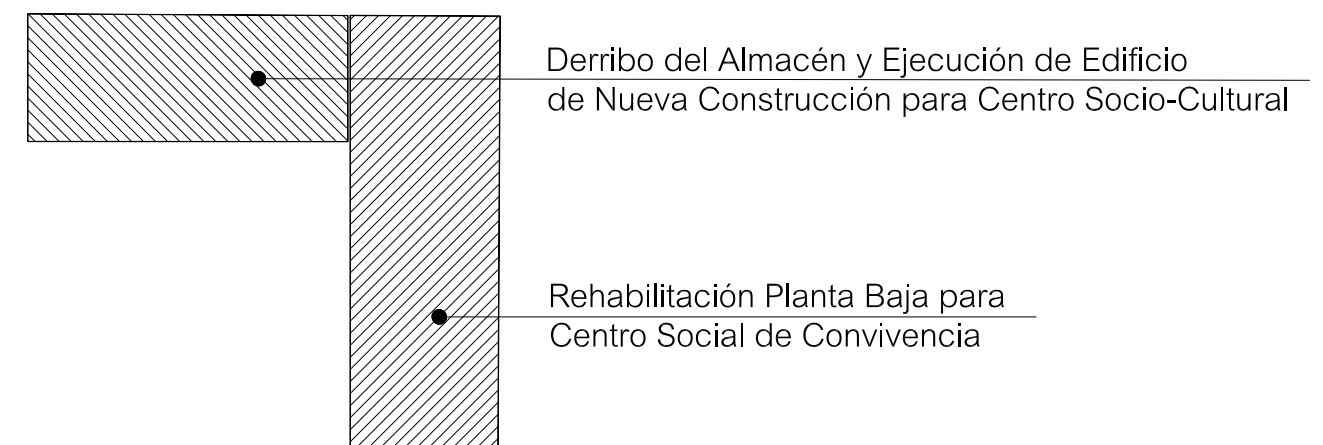 Derribo del Almacén y Ejecución de Edificio
de Nueva Construcción para Centro Socio-Cultural
Rehabilitación Planta Baja para
Centro Social de Convivencia